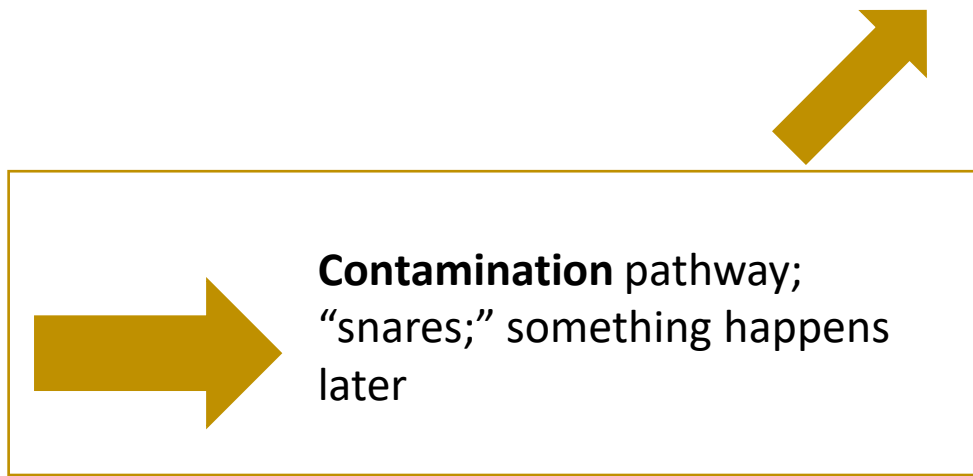 Contamination pathway;
“snares;” something happens
later